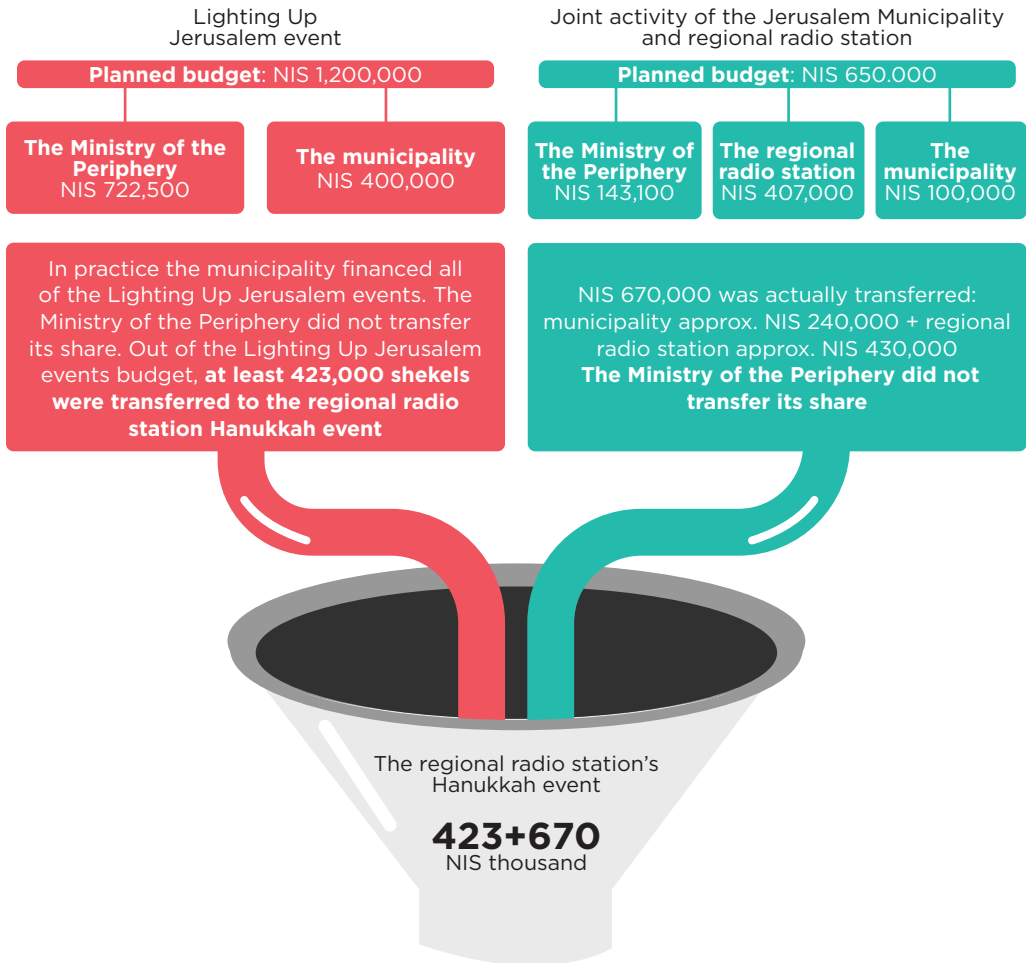 Lighting Up
Jerusalem event
Planned budget: NIS 1,200,000
The Ministry of the
Periphery
NIS 722,500
The municipality
NIS 400,000
In practice the municipality financed all
of the Lighting Up Jerusalem events. The
Ministry of the Periphery did not transfer
its share. Out of the Lighting Up Jerusalem
events budget, at least 423,000 shekels
were transferred to the regional radio
station Hanukkah event
Joint activity of the Jerusalem Municipality
and regional radio station
Planned budget: NIS 650.000
The Ministry of
the Periphery
NIS 143,100
The regional
radio station
NIS 407,000
The
municipality
NIS 100,000
NIS 670,000 was actually transferred:
municipality approx. NIS 240,000 + regional
radio station approx. NIS 430,000
The Ministry of the Periphery did not
transfer its share
The regional radio station’s
Hanukkah event
423+670
NIS thousand